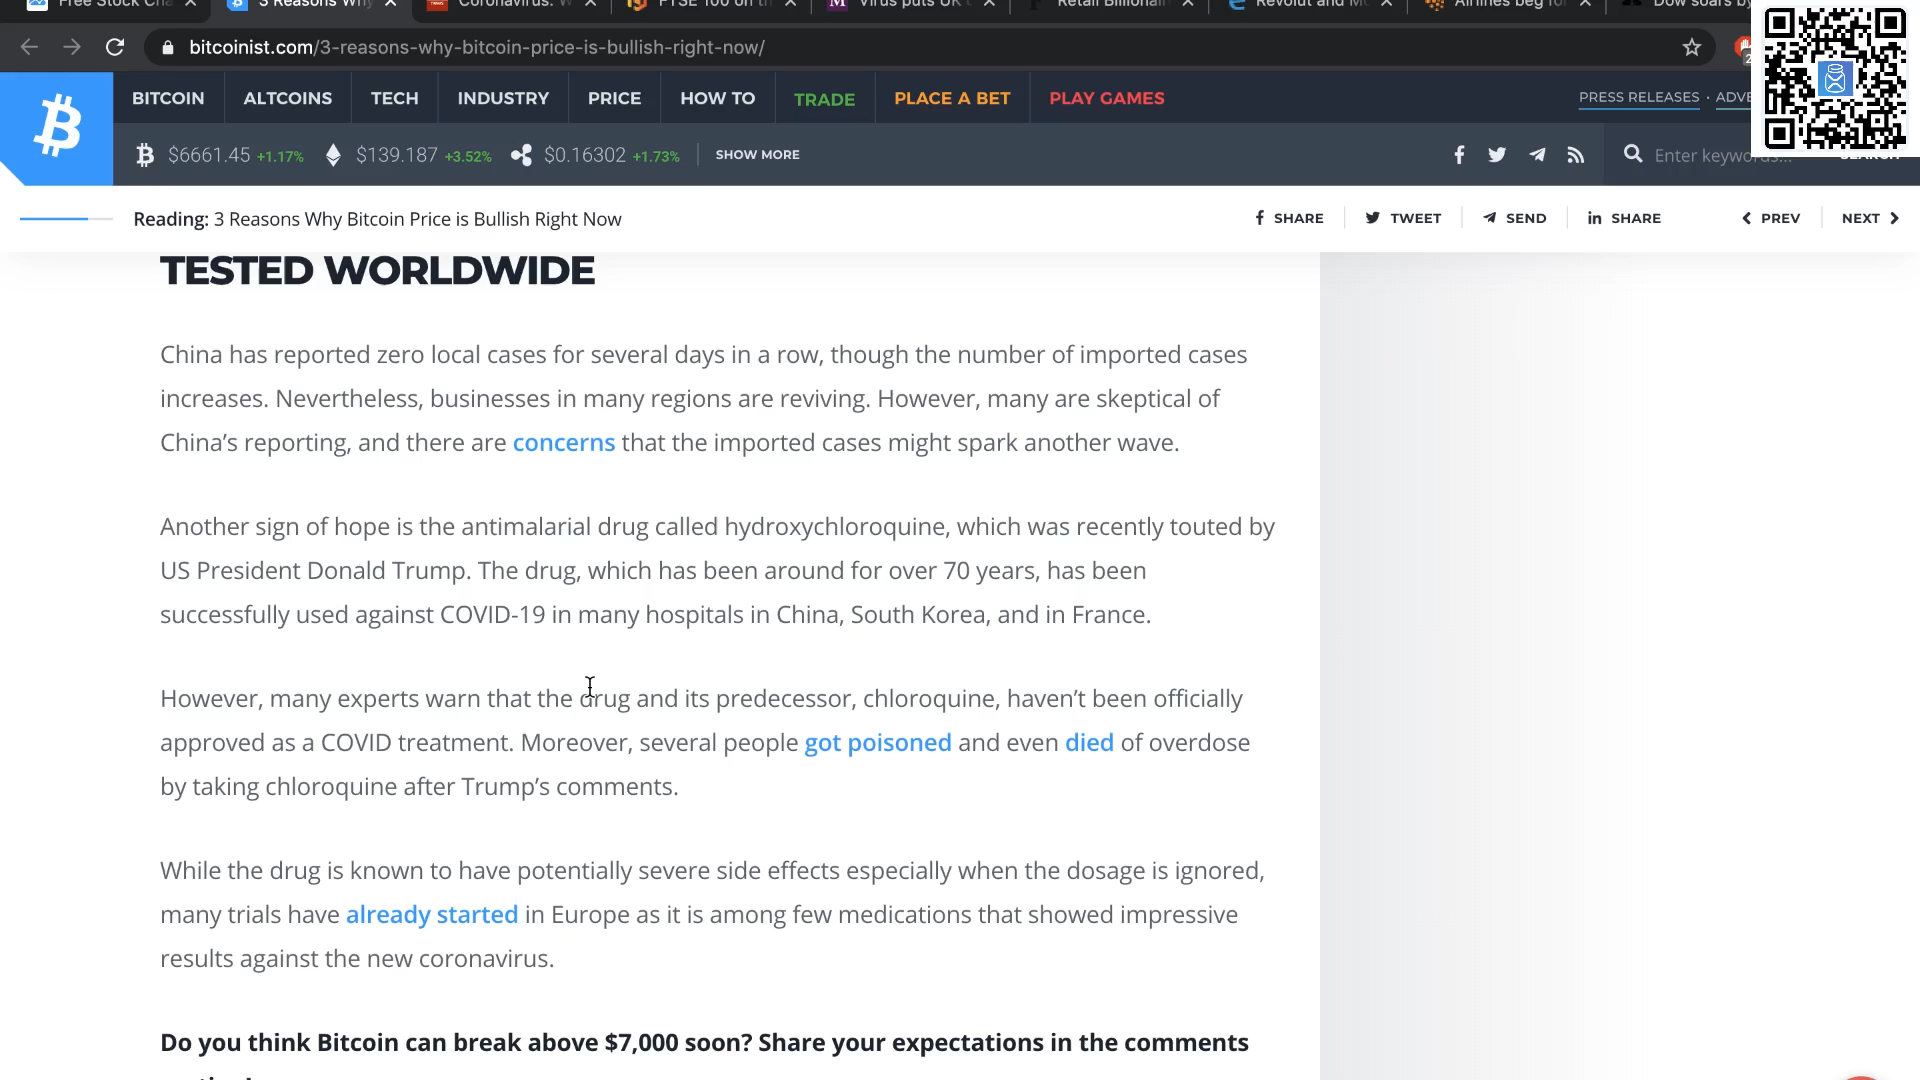 Free Stock Cha
3 Reasons Why
Coronavirus: W
FTSE 100 on th
Virus puts UK
Retail Billionair
Revolut and Mo
Airlines beg for
Dow soars by
bitcoinist.com/3-reasons-why-bitcoin-price-is-bullish-right-now/
BITCOIN
ALTCOINS
TECH
INDUSTRY
PRICE
HOW TO
TRADE
PLACE A BET
PLAY GAMES
PRESS RELEASES · ADVE
$6661.45 +1.17%
$139.187 +3.52%
$0.16302 +1.73%
SHOW MORE
Enter keywords...
SEARCH
Reading: 3 Reasons Why Bitcoin Price is Bullish Right Now
SHARE
TWEET
SEND
SHARE
PREV
NEXT
TESTED WORLDWIDE
China has reported zero local cases for several days in a row, though the number of imported cases
increases. Nevertheless, businesses in many regions are reviving. However, many are skeptical of
China’s reporting, and there are concerns that the imported cases might spark another wave.
Another sign of hope is the antimalarial drug called hydroxychloroquine, which was recently touted by
US President Donald Trump. The drug, which has been around for over 70 years, has been
successfully used against COVID-19 in many hospitals in China, South Korea, and in France.
However, many experts warn that the drug and its predecessor, chloroquine, haven’t been officially
approved as a COVID treatment. Moreover, several people got poisoned and even died of overdose
by taking chloroquine after Trump’s comments.
While the drug is known to have potentially severe side effects especially when the dosage is ignored,
many trials have already started in Europe as it is among few medications that showed impressive
results against the new coronavirus.
Do you think Bitcoin can break above $7,000 soon? Share your expectations in the comments